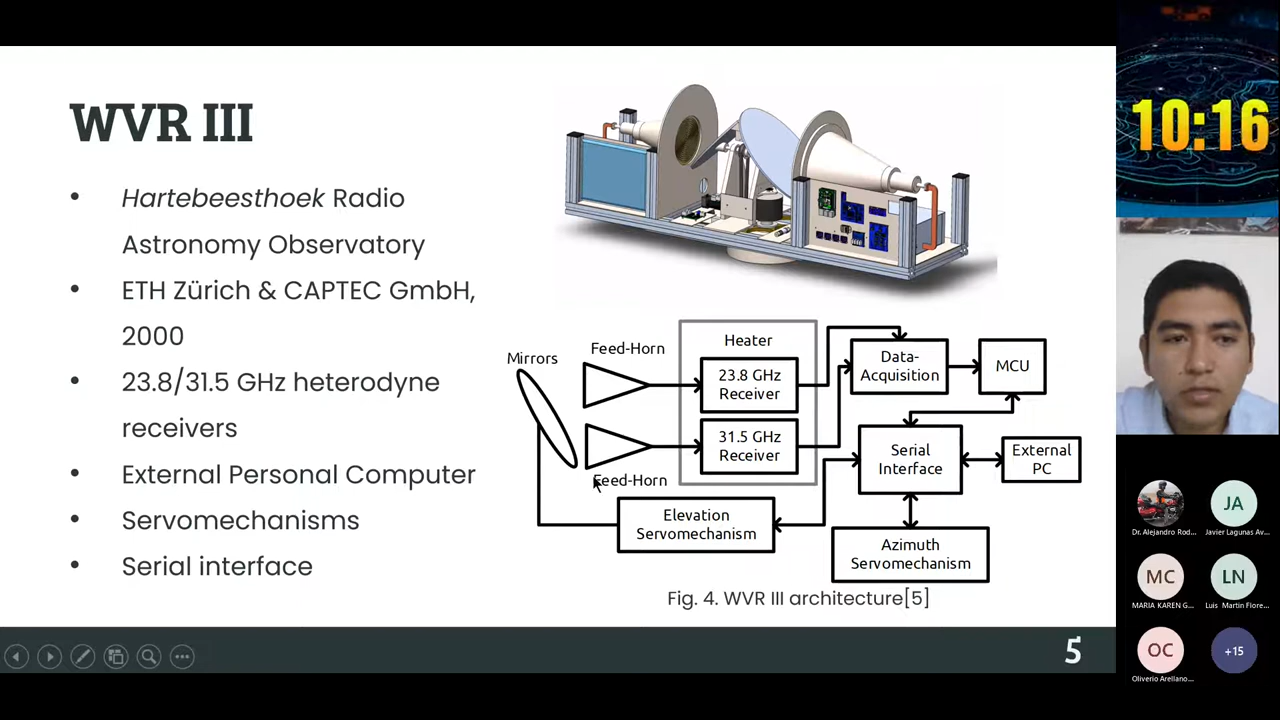 WVR III
• Hartebeesthoek Radio
Astronomy Observatory
• ETH Zürich & CAPTEC GmbH,
2000
• 23.8/31.5 GHz heterodyne
receivers
• External Personal Computer
• Servomechanisms
• Serial interface
Mirrors
Feed-Horn
Heater
23.8 GHz
Receiver
31.5 GHz
Receiver
Feed-Horn
Data-
Acquisition
MCU
Serial
Interface
External
PC
Elevation
Servomechanism
Azimuth
Servomechanism
Fig. 4. WVR III architecture[5]
5
10:16
Dr. Alejandro Rod...
JA
Javier Lagunas Av...
MC
MARIA KAREN G...
LN
Luis Martin Flore...
OC
Oliverio Arellano...
+15